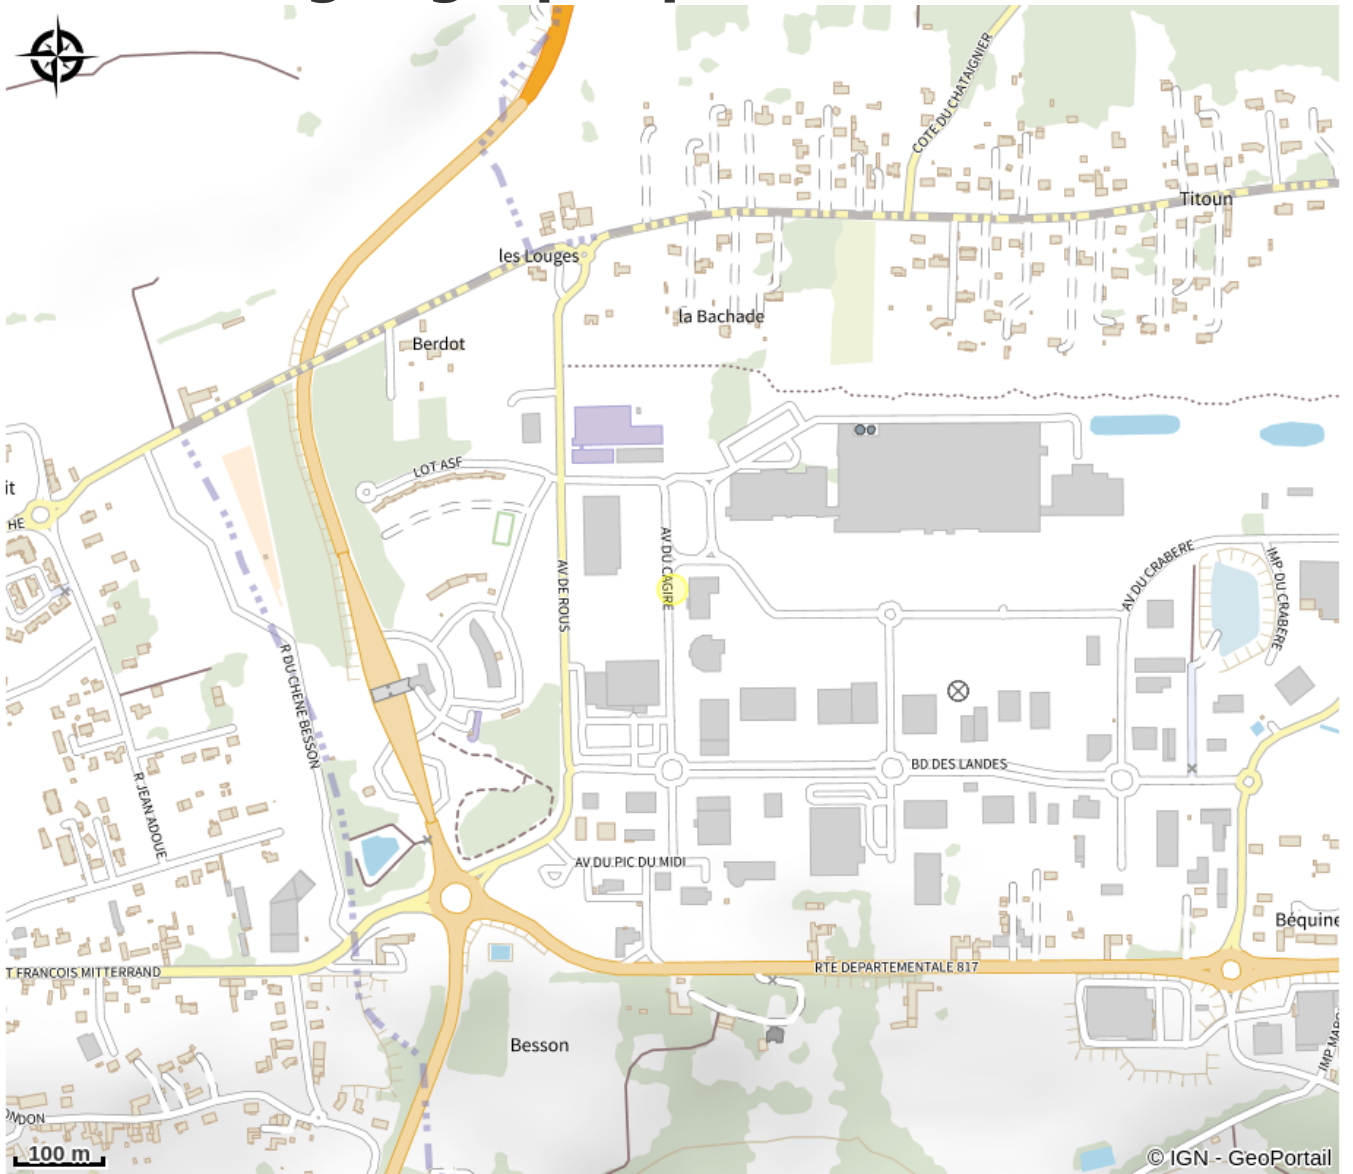 COTE DU CHATAIGNIER
Titoun
les Louges
la Bachade
Berdot
LOT ASF
it
HE
AV DU CAGIRE
AV DE ROUS
AV DU CRABERE
IMP DU CRABERE
R DU CHENE BESSON
BD DES LANDES
R JEAN ADOUE
AV DU PIC DU MIDI
Béquine
T FRANCOIS MITTERRAND
RTE DEPARTEMENTALE 817
Besson
100 m
© IGN - GeoPortail